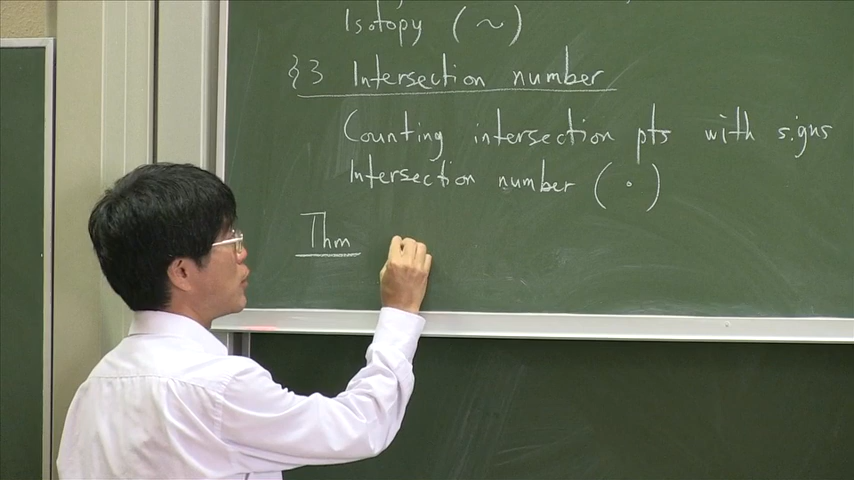 Isotopy (~)
§3 Intersection number
Counting intersection pts with signs
Intersection number (·)
Thm